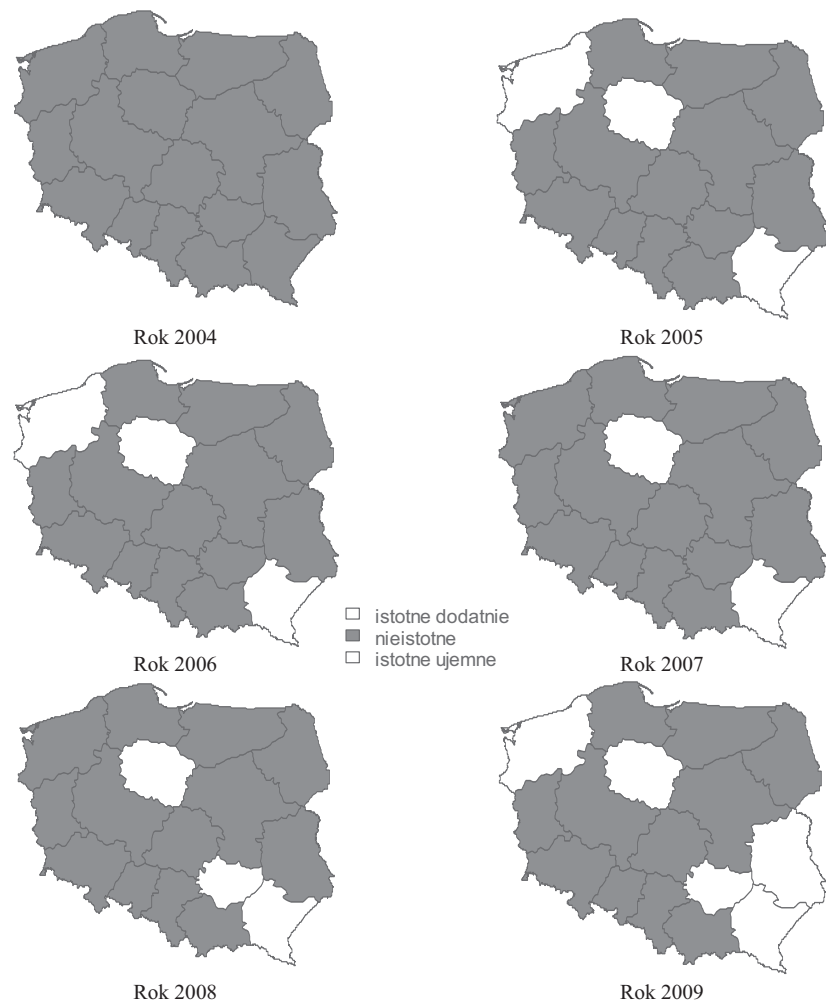 Rok 2004
Rok 2005
Rok 2006
istotne dodatnie
nieistotne
istotne ujemne
Rok 2007
Rok 2008
Rok 2009